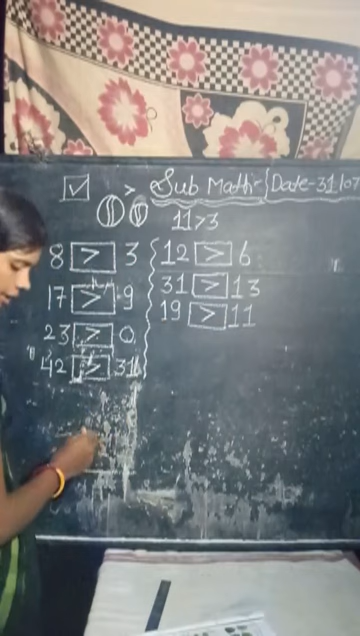 ☑ > Sub Math- Date-31/07
11>3
8 > 3
17 > 9
23 > 0
42 > 31
12 > 6
31 > 13
19 > 11